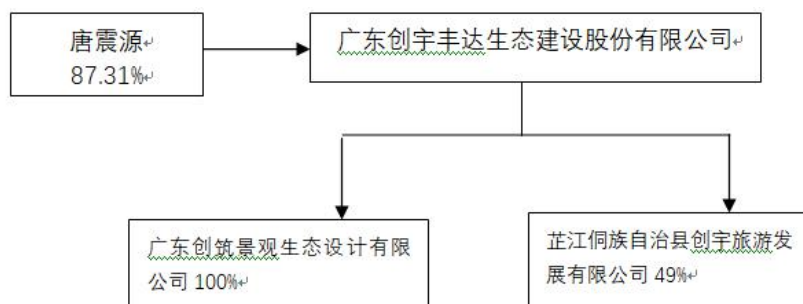 唐震源
87.31%
广东创宇丰达生态建设股份有限公司
广东创筑景观生态设计有限
公司 100%
芷江侗族自治县创宇旅游发
展有限公司 49%